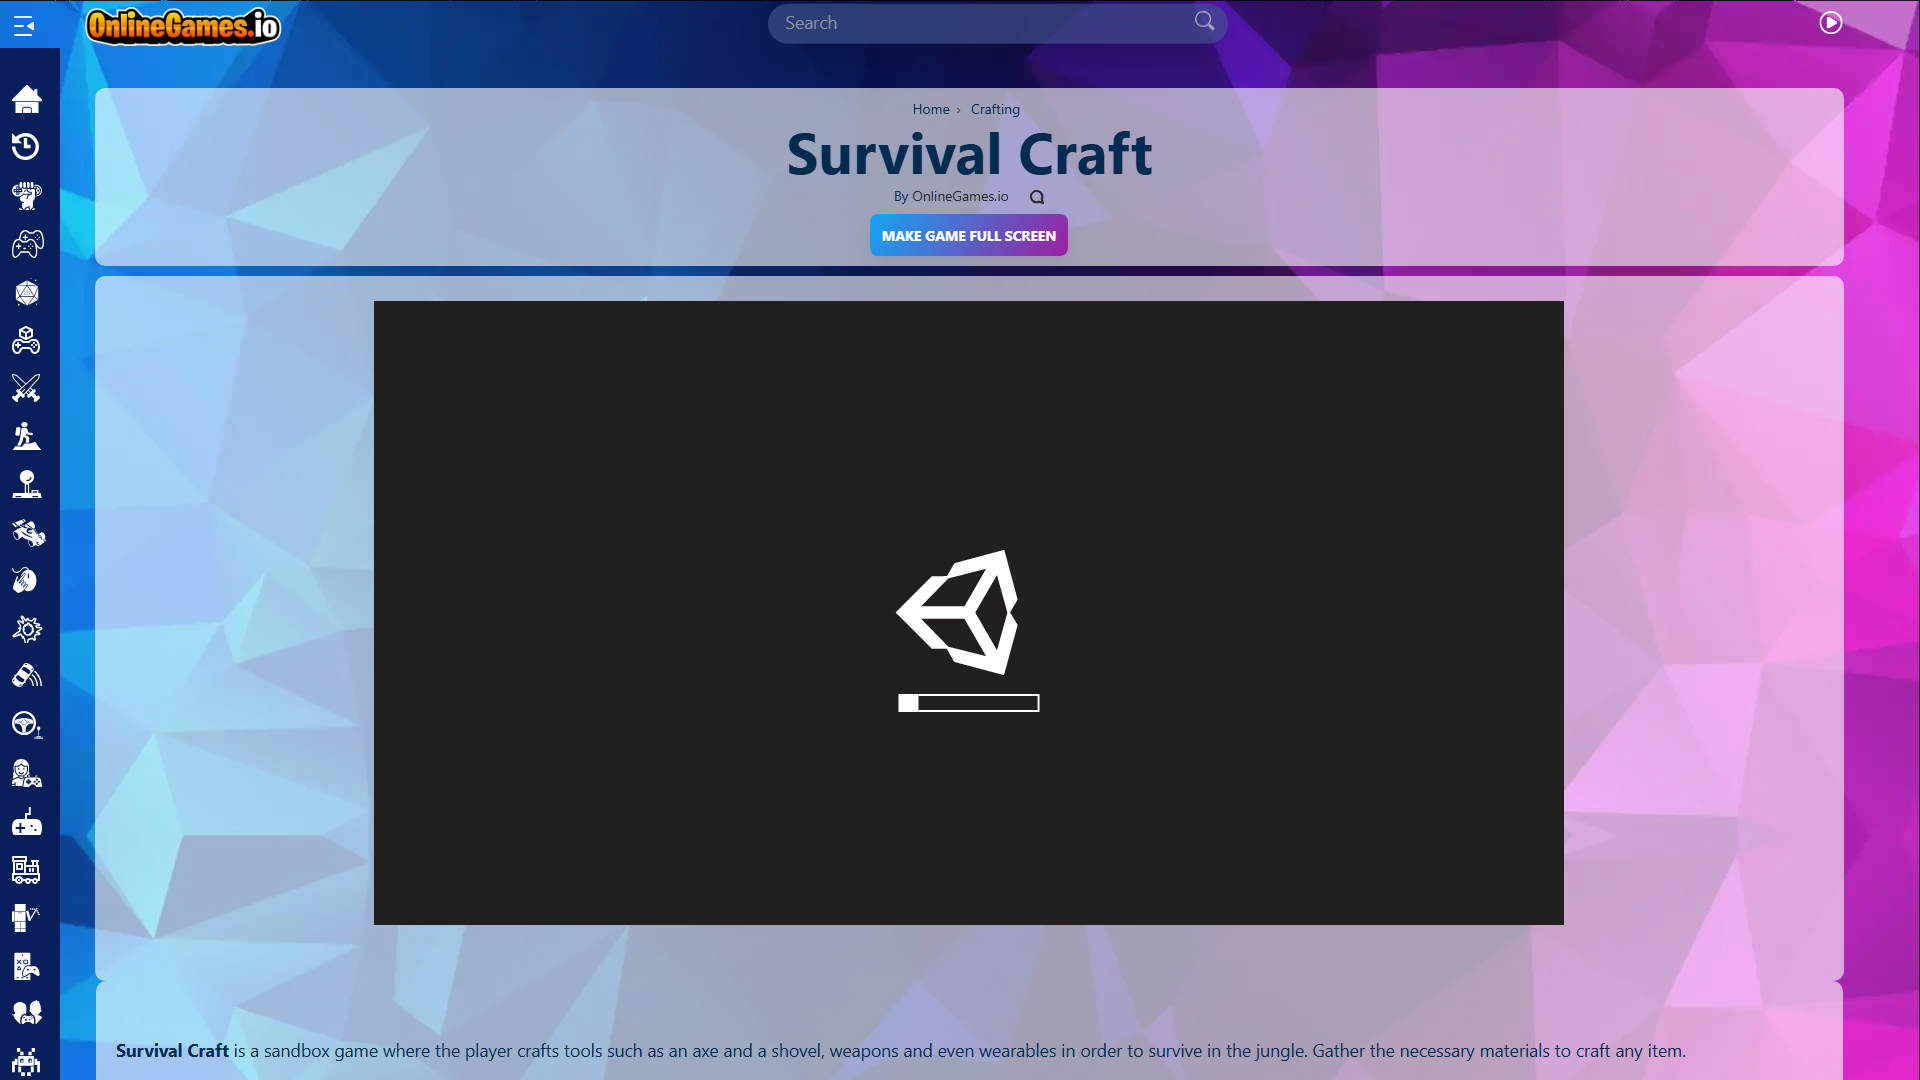 OnlineGames.io
Search
Home › Crafting
Survival Craft
By OnlineGames.io
MAKE GAME FULL SCREEN
Survival Craft is a sandbox game where the player crafts tools such as an axe and a shovel, weapons and even wearables in order to survive in the jungle. Gather the necessary materials to craft any item.